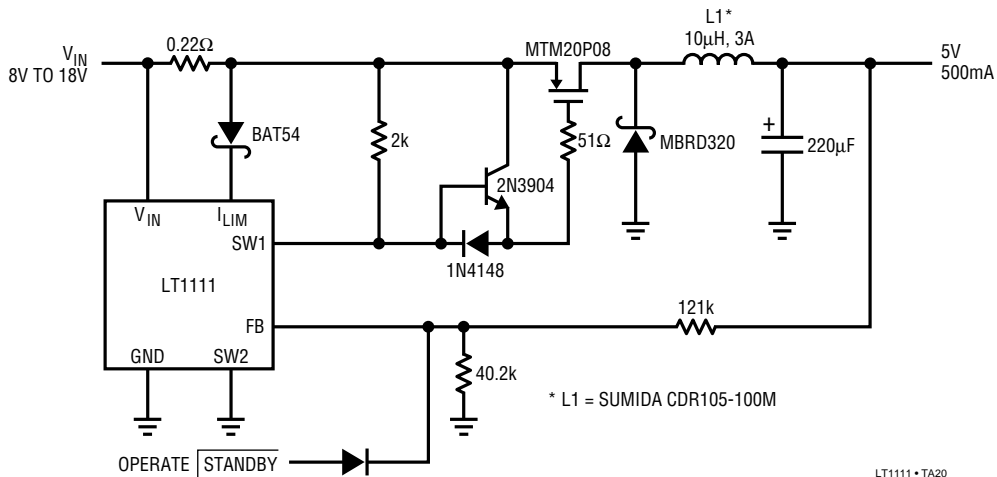 L1*
10µH, 3A
V_IN
8V TO 18V
0.22Ω
MTM20P08
5V
500mA
BAT54
2k
51Ω
MBRD320
+
220µF
2N3904
V_IN
I_LIM
SW1
1N4148
LT1111
121k
FB
GND
SW2
40.2k
* L1 = SUMIDA CDR105-100M
OPERATE STANDBY
LT1111 • TA20